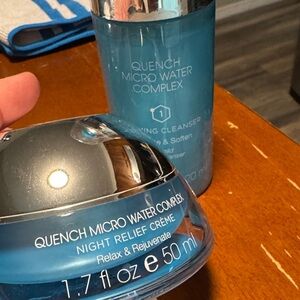 QUENCH
MICRO WATER
COMPLEX
1
CLEANSER
& Soften
QUENCH MICRO WATER COMPLEX
NIGHT RELIEF CRÈME
Relax & Rejuvenate
1.7 fl oz e 50 ml